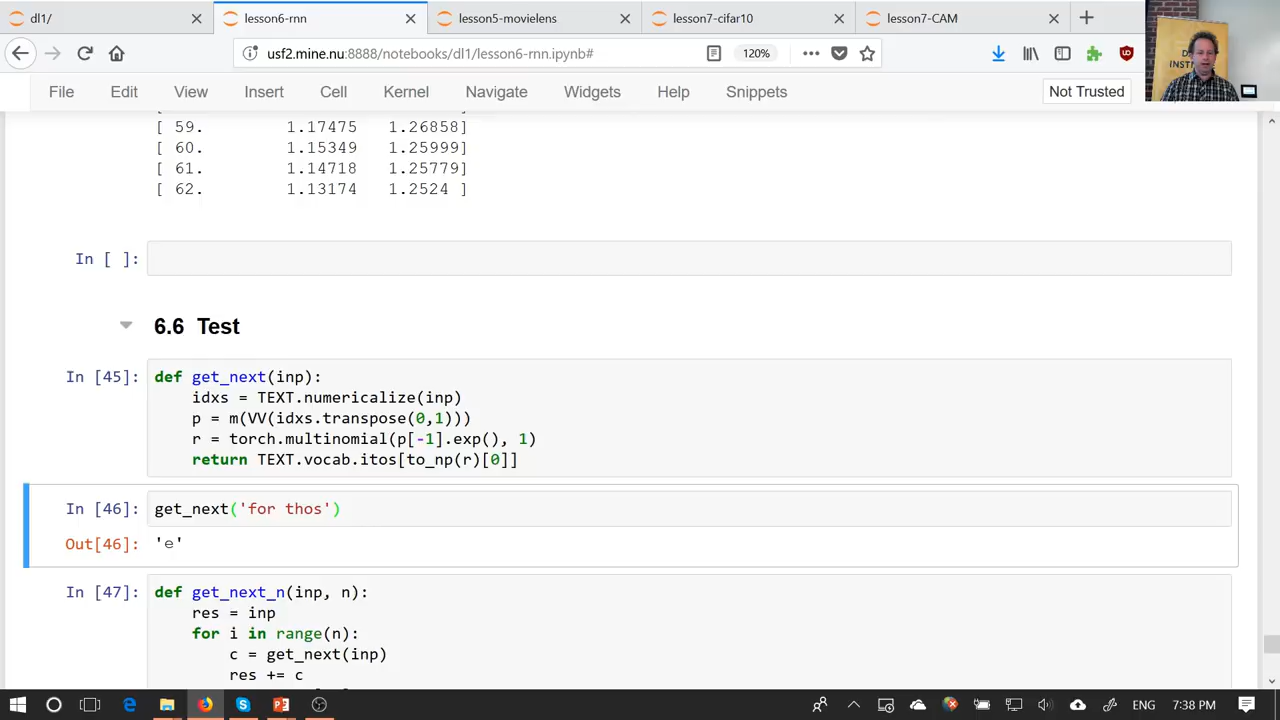 dl1/
lesson6-rnn
lesson5-movielens
lesson7-cifar10
lesson7-CAM
usf2.mine.nu:8888/notebooks/dl1/lesson6-rnn.ipynb#
120%
File Edit View Insert Cell Kernel Navigate Widgets Help Snippets
Not Trusted
[ 59. 1.17475 1.26858]
[ 60. 1.15349 1.25999]
[ 61. 1.14718 1.25779]
[ 62. 1.13174 1.2524 ]
In [ ]:
6.6 Test
In [45]: def get_next(inp):
idxs = TEXT.numericalize(inp)
p = m(VV(idxs.transpose(0,1)))
r = torch.multinomial(p[-1].exp(), 1)
return TEXT.vocab.itos[to_np(r)[0]]
In [46]: get_next('for thos')
Out[46]: 'e'
In [47]: def get_next_n(inp, n):
res = inp
for i in range(n):
c = get_next(inp)
res += c
ENG 7:38 PM